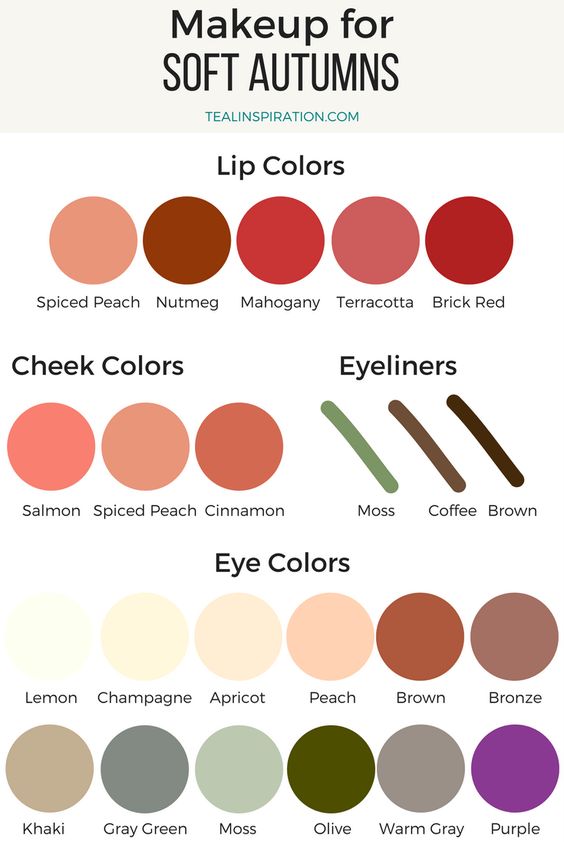 Makeup for
SOFT AUTUMNS
TEALINSPIRATION.COM
Lip Colors
Spiced Peach Nutmeg Mahogany Terracotta Brick Red
Cheek Colors
Salmon Spiced Peach Cinnamon
Eyeliners
Moss Coffee Brown
Eye Colors
Lemon Champagne Apricot Peach Brown Bronze
Khaki Gray Green Moss Olive Warm Gray Purple